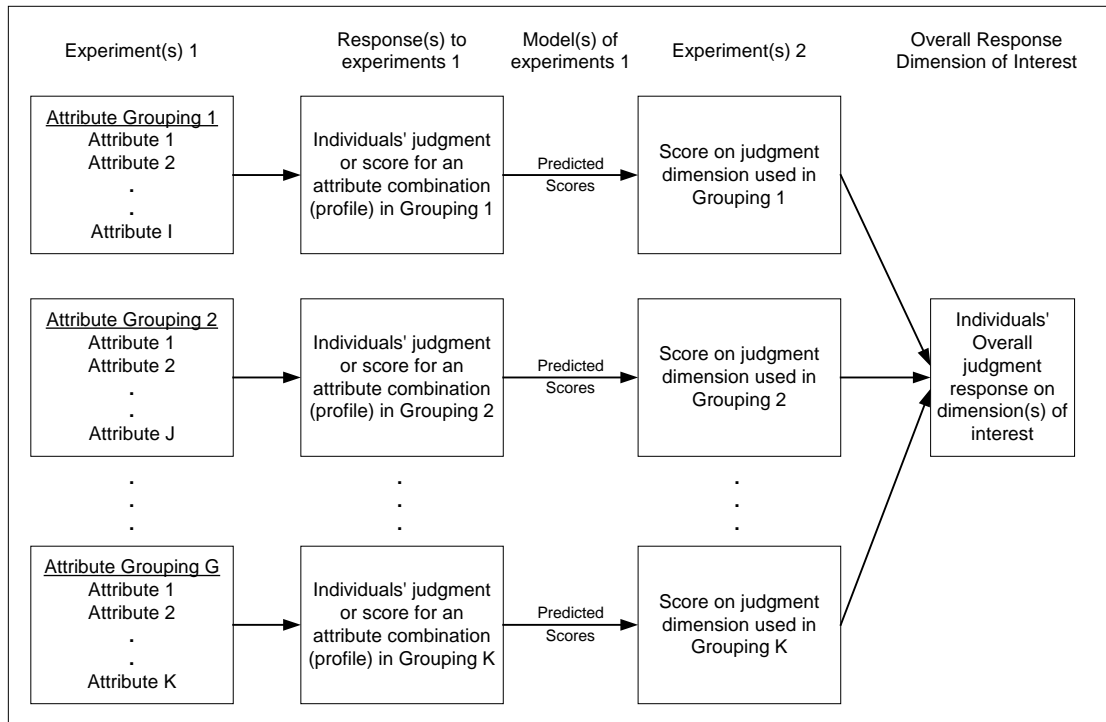 Experiment(s) 1
Response(s) to
experiments 1
Model(s) of
experiments 1
Experiment(s) 2
Overall Response
Dimension of Interest
Attribute Grouping 1
Attribute 1
Attribute 2
.
.
Attribute I
Individuals' judgment
or score for an
attribute combination
(profile) in Grouping 1
Predicted
Scores
Score on judgment
dimension used in
Grouping 1
Attribute Grouping 2
Attribute 1
Attribute 2
.
.
Attribute J
Individuals' judgment
or score for an
attribute combination
(profile) in Grouping 2
Predicted
Scores
Score on judgment
dimension used in
Grouping 2
Individuals'
Overall
judgment
response on
dimension(s) of
interest
.
.
.
.
.
.
.
.
.
Attribute Grouping G
Attribute 1
Attribute 2
.
.
Attribute K
Individuals' judgment
or score for an
attribute combination
(profile) in Grouping K
Predicted
Scores
Score on judgment
dimension used in
Grouping K